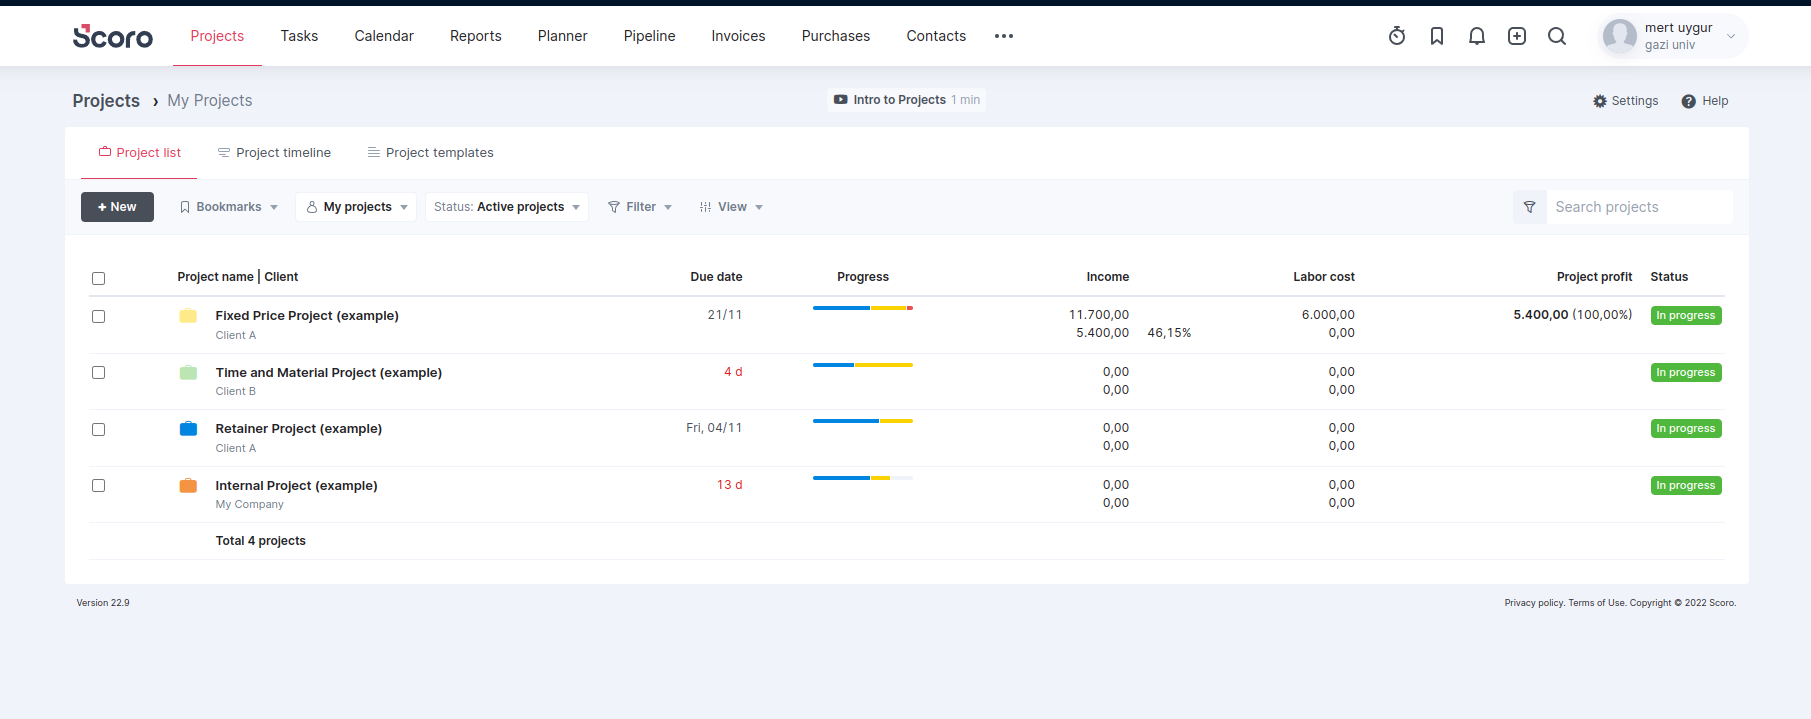 Scoro Projects Tasks Calendar Reports Planner Pipeline Invoices Purchases Contacts
mert uygur
gazi univ
Projects › My Projects
Intro to Projects 1 min
Settings
Help
Project list Project timeline Project templates
+ New Bookmarks My projects Status: Active projects Filter View Search projects
Project name | Client Due date Progress Income Labor cost Project profit Status
Fixed Price Project (example) 21/11 11.700,00 6.000,00 5.400,00 (100,00%) In progress
Client A 5.400,00 46,15% 0,00
Time and Material Project (example) 4 d 0,00 0,00 In progress
Client B 0,00 0,00
Retainer Project (example) Fri, 04/11 0,00 0,00 In progress
Client A 0,00 0,00
Internal Project (example) 13 d 0,00 0,00 In progress
My Company 0,00 0,00
Total 4 projects
Version 22.9 Privacy policy. Terms of Use. Copyright © 2022 Scoro.